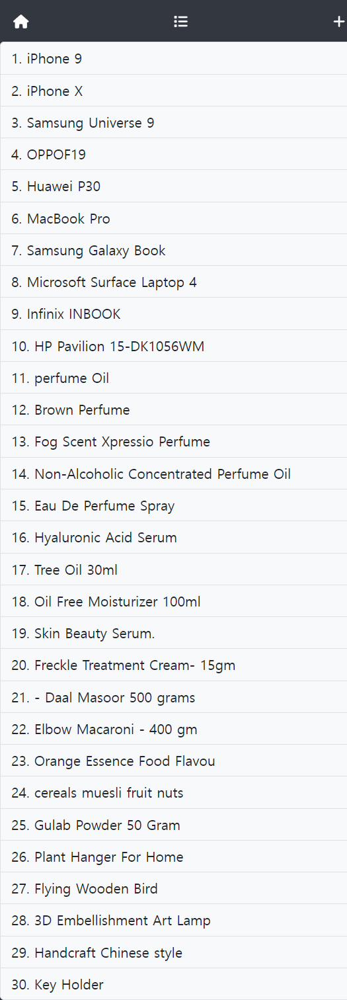 1. iPhone 9
2. iPhone X
3. Samsung Universe 9
4. OPPOF19
5. Huawei P30
6. MacBook Pro
7. Samsung Galaxy Book
8. Microsoft Surface Laptop 4
9. Infinix INBOOK
10. HP Pavilion 15-DK1056WM
11. perfume Oil
12. Brown Perfume
13. Fog Scent Xpressio Perfume
14. Non-Alcoholic Concentrated Perfume Oil
15. Eau De Perfume Spray
16. Hyaluronic Acid Serum
17. Tree Oil 30ml
18. Oil Free Moisturizer 100ml
19. Skin Beauty Serum.
20. Freckle Treatment Cream- 15gm
21. - Daal Masoor 500 grams
22. Elbow Macaroni - 400 gm
23. Orange Essence Food Flavou
24. cereals muesli fruit nuts
25. Gulab Powder 50 Gram
26. Plant Hanger For Home
27. Flying Wooden Bird
28. 3D Embellishment Art Lamp
29. Handcraft Chinese style
30. Key Holder